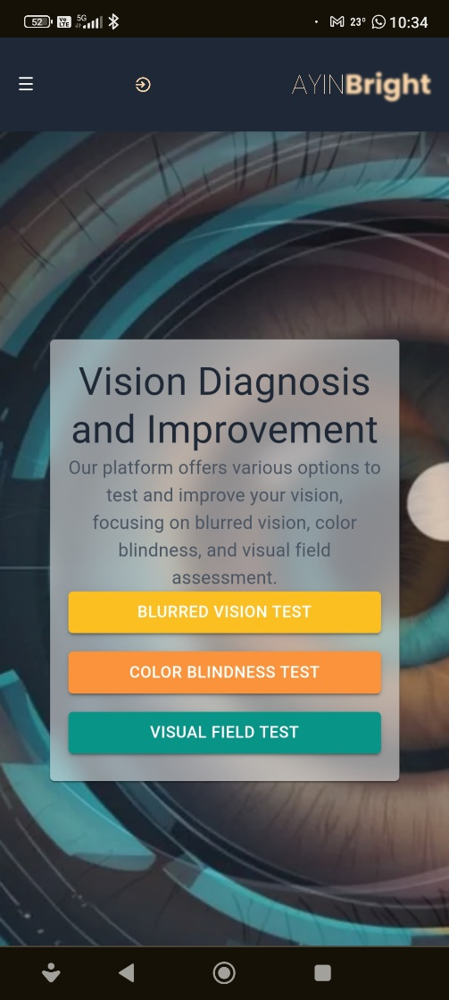 52 VO LTE 5G 23° 10:34
AYINBright
Vision Diagnosis
and Improvement
Our platform offers various options to
test and improve your vision,
focusing on blurred vision, color
blindness, and visual field
assessment.
BLURRED VISION TEST
COLOR BLINDNESS TEST
VISUAL FIELD TEST